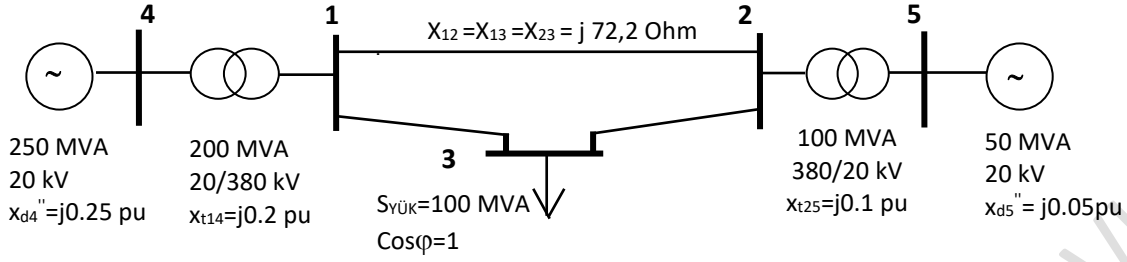 4
1
X12 =X13 =X23 = j 72,2 Ohm
2
5
~
~
250 MVA
20 kV
xd4''=j0.25 pu
200 MVA
20/380 kV
xt14=j0.2 pu
3
SYÜK=100 MVA
Cosφ=1
100 MVA
380/20 kV
xt25=j0.1 pu
50 MVA
20 kV
xd5''= j0.05pu